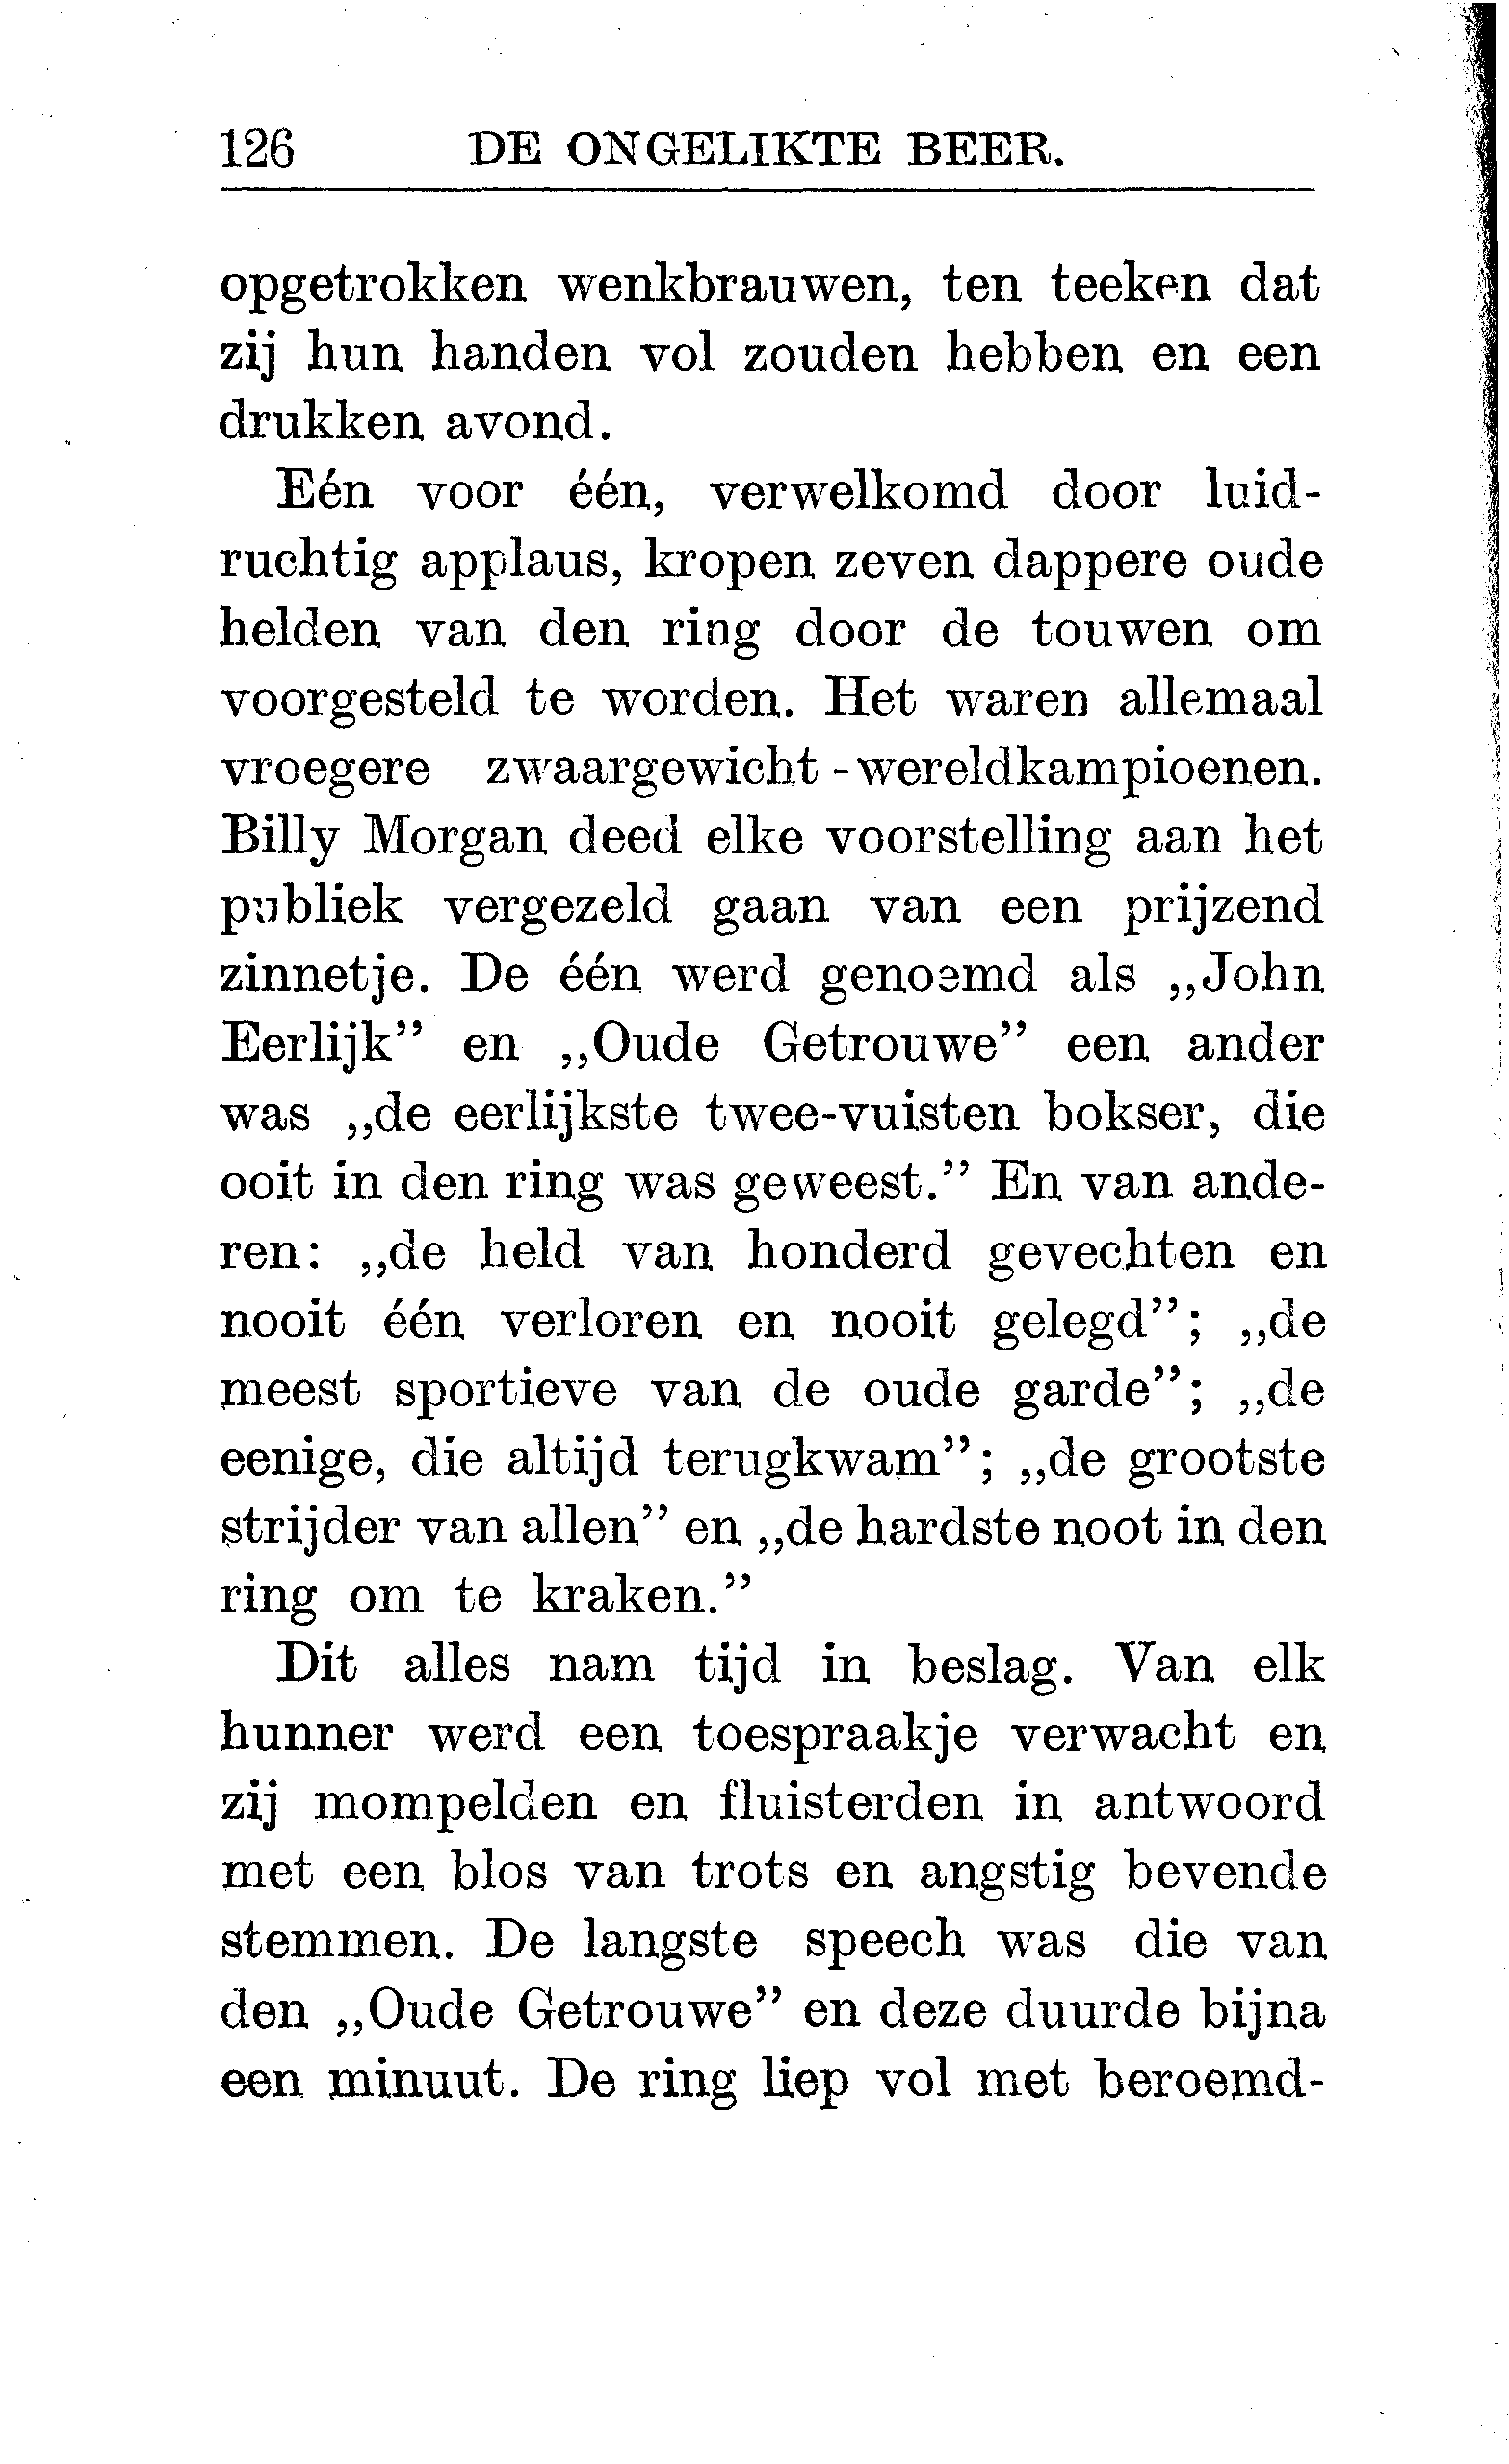 126 DE ONGELIKTE BEER.
opgetrokken wenkbrauwen, ten teeken dat
zij hun handen vol zouden hebben en een
drukken avond.
Eén voor één, verwelkomd door luid-
ruchtig applaus, kropen zeven dappere oude
helden van den ring door de touwen om
voorgesteld te worden. Het waren allemaal
vroegere zwaargewicht-wereldkampioenen.
Billy Morgan deed elke voorstelling aan het
publiek vergezeld gaan van een prijzend
zinnetje. De één werd genoemd als „John
Eerlijk” en „Oude Getrouwe” een ander
was „de eerlijkste twee-vuisten bokser, die
ooit in den ring was geweest.” En van ande-
ren: „de held van honderd gevechten en
nooit één verloren en nooit gelegd”; „de
meest sportieve van de oude garde”; „de
eenige, die altijd terugkwam”; „de grootste
strijder van allen” en „de hardste noot in den
ring om te kraken.”
Dit alles nam tijd in beslag. Van elk
hunner werd een toespraakje verwacht en
zij mompelden en fluisterden in antwoord
met een blos van trots en angstig bevende
stemmen. De langste speech was die van
den „Oude Getrouwe” en deze duurde bijna
een minuut. De ring liep vol met beroemd-